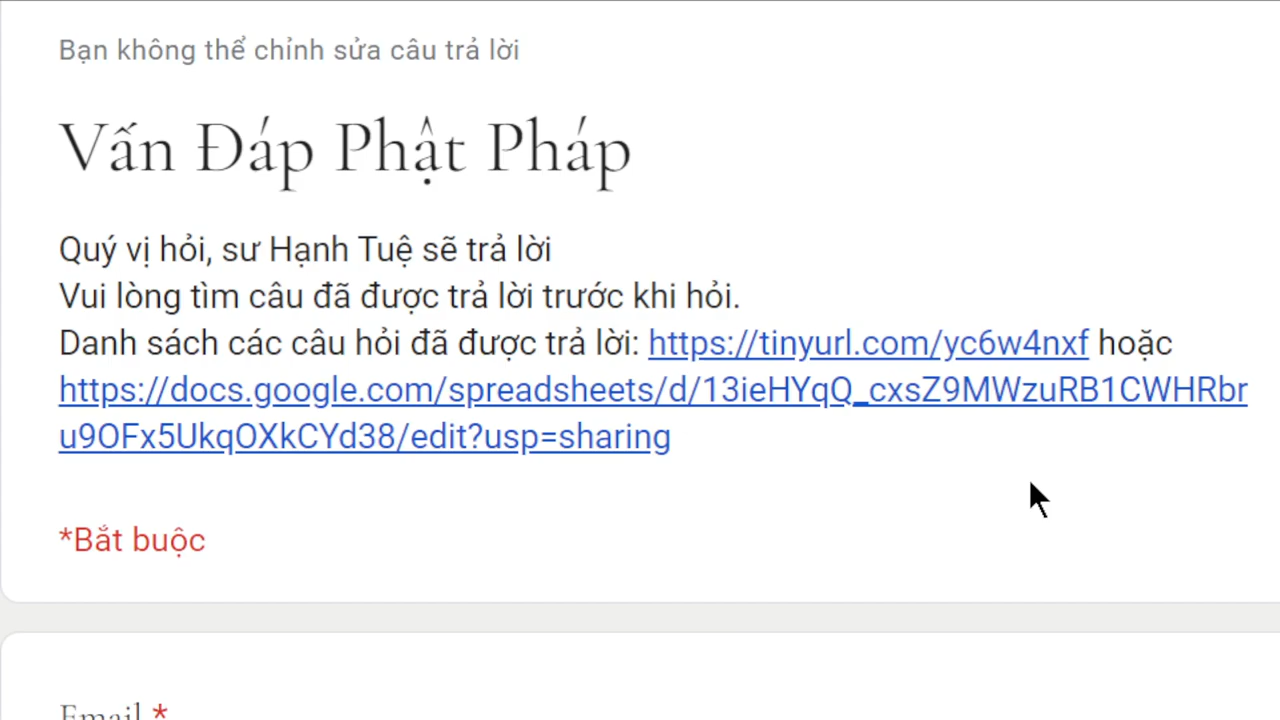 Bạn không thể chỉnh sửa câu trả lời
Vấn Đáp Phật Pháp
Quý vị hỏi, sư Hạnh Tuệ sẽ trả lời
Vui lòng tìm câu đã được trả lời trước khi hỏi.
Danh sách các câu hỏi đã được trả lời: https://tinyurl.com/yc6w4nxf hoặc
https://docs.google.com/spreadsheets/d/13ieHYqQ_cxsZ9MWzuRB1CWHRbr
u9OFx5UkqOXkCYd38/edit?usp=sharing
*Bắt buộc
Email *